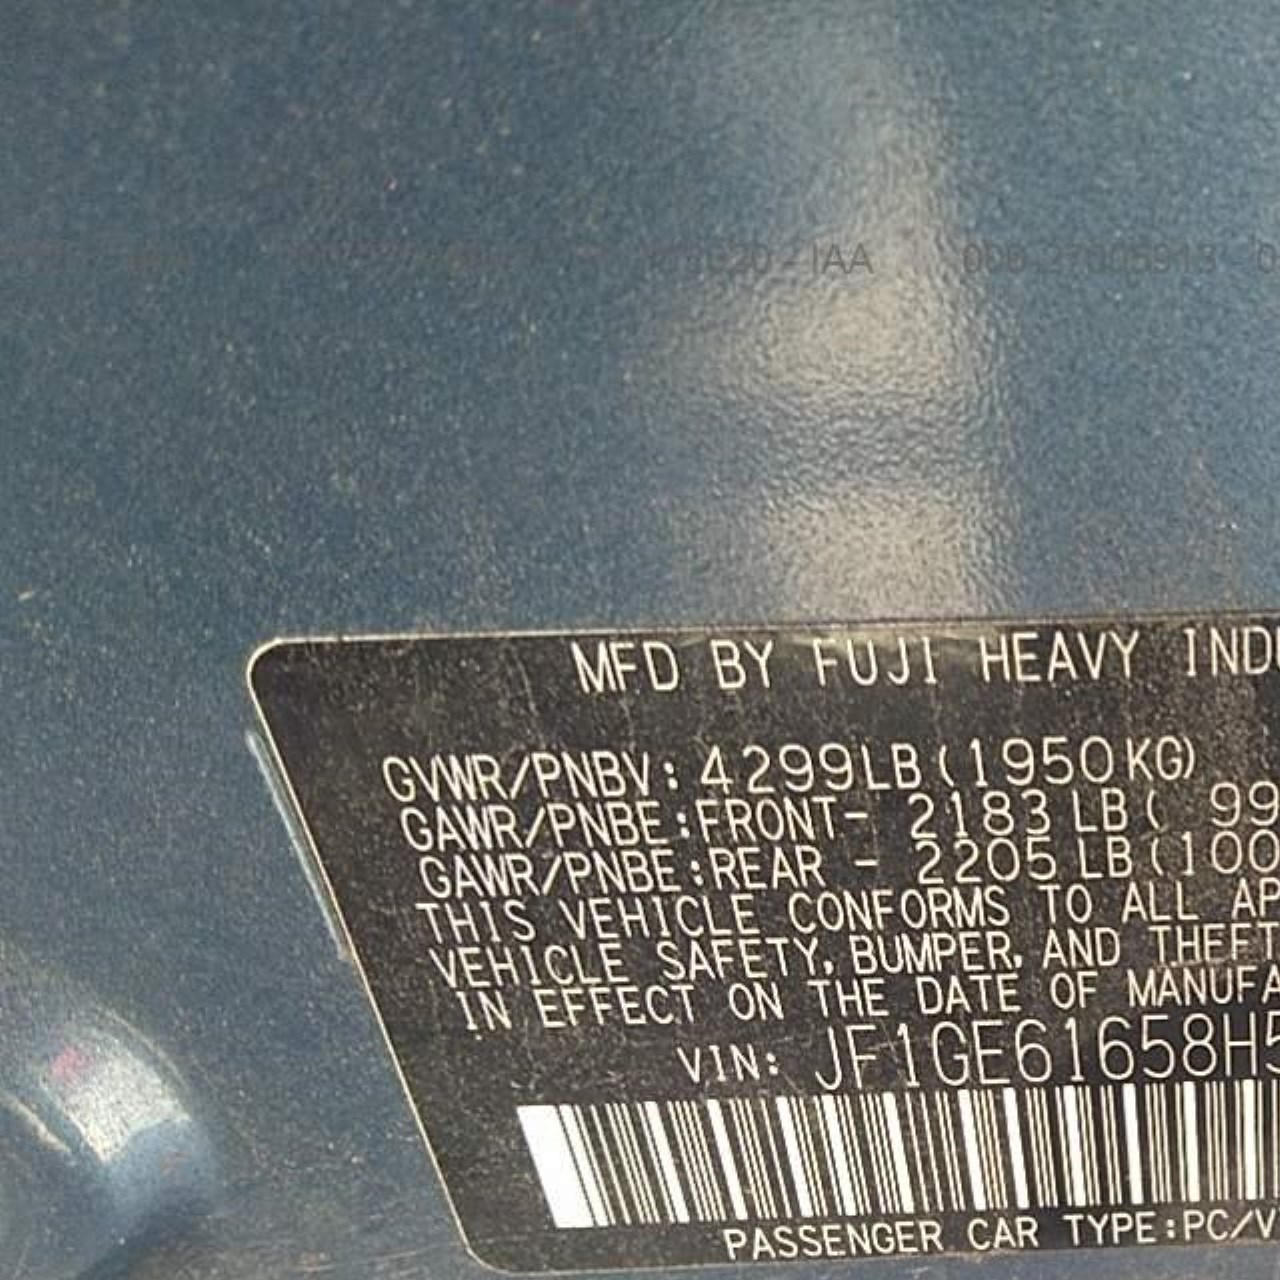 IAA
MFD BY FUJI HEAVY INDU
GVWR/PNBV: 4299LB(1950KG)
GAWR/PNBE:FRONT- 2183 LB( 99
GAWR/PNBE:REAR - 2205 LB(100
THIS VEHICLE CONFORMS TO ALL AP
VEHICLE SAFETY, BUMPER, AND THEFT
IN EFFECT ON THE DATE OF MANUFA
VIN: JF1GE61658H5
PASSENGER CAR TYPE:PC/V